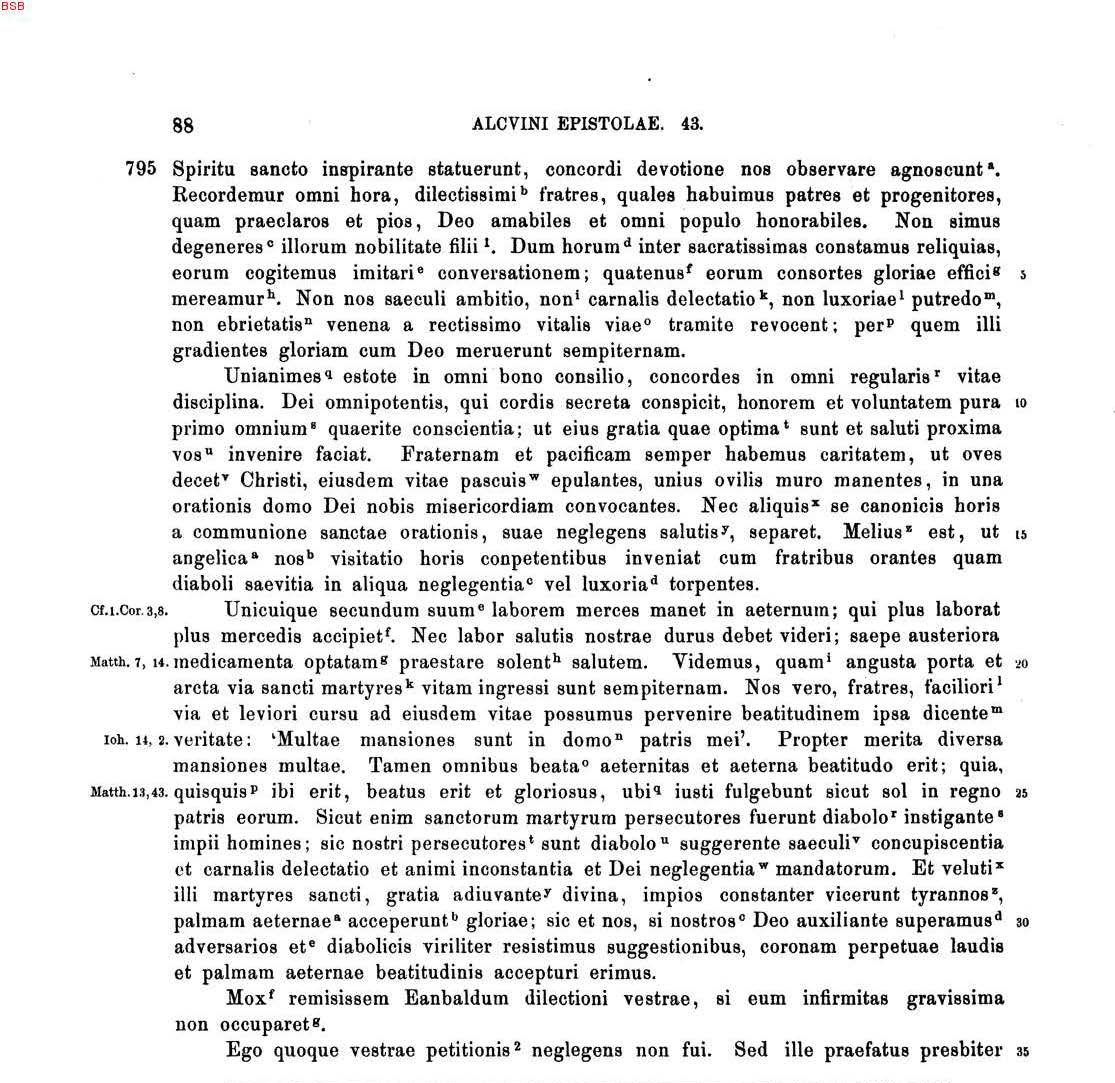 BSB
88 ALCVINI EPISTOLAE. 43.
795 Spiritu sancto inspirante statuerunt, concordi devotione nos observare agnoscunt ᵃ.
Recordemur omni hora, dilectissimi ᵇ fratres, quales habuimus patres et progenitores,
quam praeclaros et pios, Deo amabiles et omni populo honorabiles. Non simus
degeneres ᶜ illorum nobilitate filii ¹. Dum horum ᵈ inter sacratissimas constamus reliquias,
eorum cogitemus imitari ᵉ conversationem; quatenus ᶠ eorum consortes gloriae effici ᵍ 5
mereamur ʰ. Non nos saeculi ambitio, non ⁱ carnalis delectatio ᵏ, non luxoriae ˡ putredo ᵐ,
non ebrietatis ⁿ venena a rectissimo vitalis viae ᵒ tramite revocent; per ᵖ quem illi
gradientes gloriam cum Deo meruerunt sempiternam.
Unianimes q estote in omni bono consilio, concordes in omni regularis ʳ vitae
disciplina. Dei omnipotentis, qui cordis secreta conspicit, honorem et voluntatem pura 10
primo omnium ˢ quaerite conscientia; ut eius gratia quae optima ᵗ sunt et saluti proxima
vos ᵘ invenire faciat. Fraternam et pacificam semper habemus caritatem, ut oves
decet ᵛ Christi, eiusdem vitae pascuis ʷ epulantes, unius ovilis muro manentes, in una
orationis domo Dei nobis misericordiam convocantes. Nec aliquis ˣ se canonicis horis
a communione sanctae orationis, suae neglegens salutis ʸ, separet. Melius ᶻ est, ut 15
angelica ᵃ nos ᵇ visitatio horis conpetentibus inveniat cum fratribus orantes quam
diaboli saevitia in aliqua neglegentia ᶜ vel luxoria ᵈ torpentes.
Cf. 1. Cor. 3, 8. Unicuique secundum suum ᵉ laborem merces manet in aeternum; qui plus laborat
plus mercedis accipiet ᶠ. Nec labor salutis nostrae durus debet videri; saepe austeriora
Matth. 7, 14. medicamenta optatam ᵍ praestare solent ʰ salutem. Videmus, quam ⁱ angusta porta et 20
arcta via sancti martyres ᵏ vitam ingressi sunt sempiternam. Nos vero, fratres, faciliori ˡ
via et leviori cursu ad eiusdem vitae possumus pervenire beatitudinem ipsa dicente ᵐ
Ioh. 14, 2. veritate: ‘Multae mansiones sunt in domo ⁿ patris mei’. Propter merita diversa
mansiones multae. Tamen omnibus beata ᵒ aeternitas et aeterna beatitudo erit; quia,
Matth. 13, 43. quisquis ᵖ ibi erit, beatus erit et gloriosus, ubi q iusti fulgebunt sicut sol in regno 25
patris eorum. Sicut enim sanctorum martyrum persecutores fuerunt diabolo ʳ instigante ˢ
impii homines; sic nostri persecutores ᵗ sunt diabolo ᵘ suggerente saeculi ᵛ concupiscentia
et carnalis delectatio et animi inconstantia et Dei neglegentia ʷ mandatorum. Et veluti ˣ
illi martyres sancti, gratia adiuvante ʸ divina, impios constanter vicerunt tyrannos ᶻ,
palmam aeternae ᵃ acceperunt ᵇ gloriae; sic et nos, si nostros ᶜ Deo auxiliante superamus ᵈ 30
adversarios et ᵉ diabolicis viriliter resistimus suggestionibus, coronam perpetuae laudis
et palmam aeternae beatitudinis accepturi erimus.
Mox ᶠ remisissem Eanbaldum dilectioni vestrae, si eum infirmitas gravissima
non occuparet ᵍ.
Ego quoque vestrae petitionis ² neglegens non fui. Sed ille praefatus presbiter 35